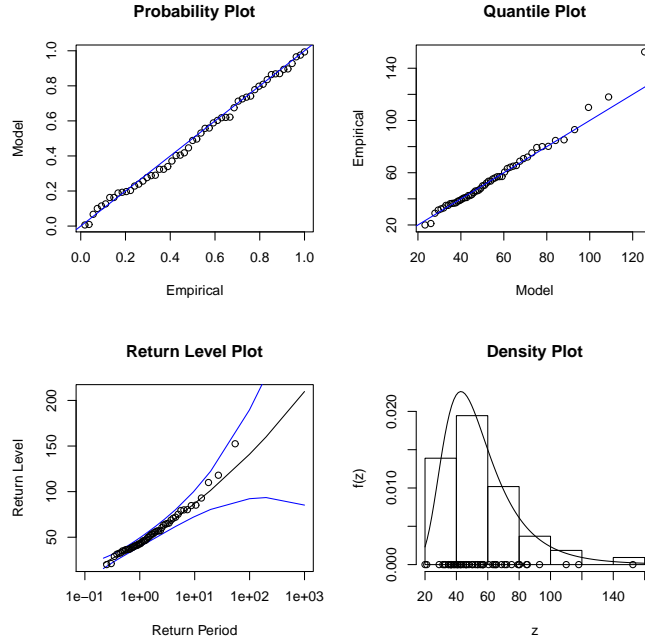 Probability Plot
Model
0.0 0.2 0.4 0.6 0.8 1.0
0.0 0.2 0.4 0.6 0.8 1.0
Empirical
Quantile Plot
Empirical
20 60 100 140
20 40 60 80 100 120
Model
Return Level Plot
Return Level
50 100 150 200
1e−01 1e+00 1e+01 1e+02 1e+03
Return Period
Density Plot
f(z)
0.000 0.010 0.020
20 40 60 80 100 120 140 160
z